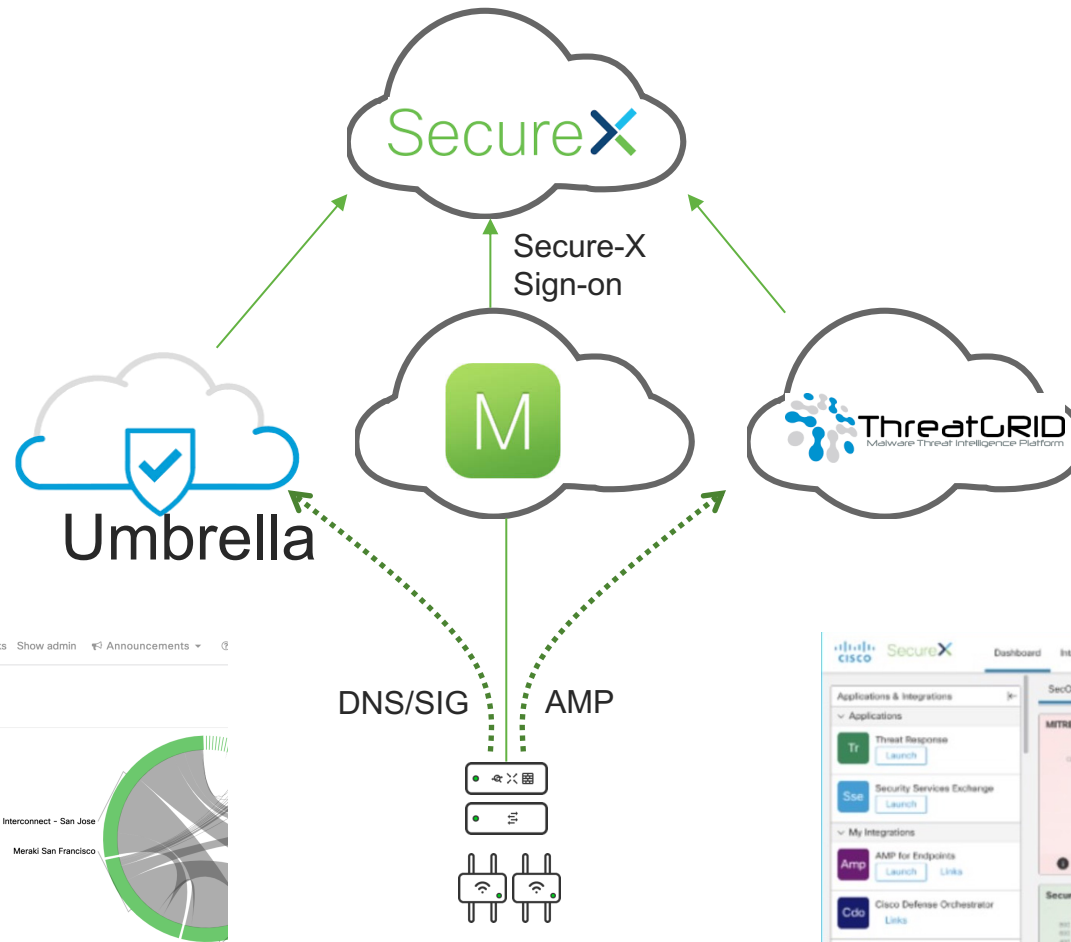 SecureX
Secure-X
Sign-on
M
ThreatGRID
Malware Threat Intelligence Platform
Umbrella
Show admin Announcements
DNS/SIG
AMP
Interconnect - San Jose
Meraki San Francisco
CISCO SecureX Dashboard
Applications & Integrations
Applications
Tr Threat Response
Launch
Sse Security Services Exchange
Launch
My Integrations
Amp AMP for Endpoints
Launch Links
Cdo Cisco Defense Orchestrator
Links